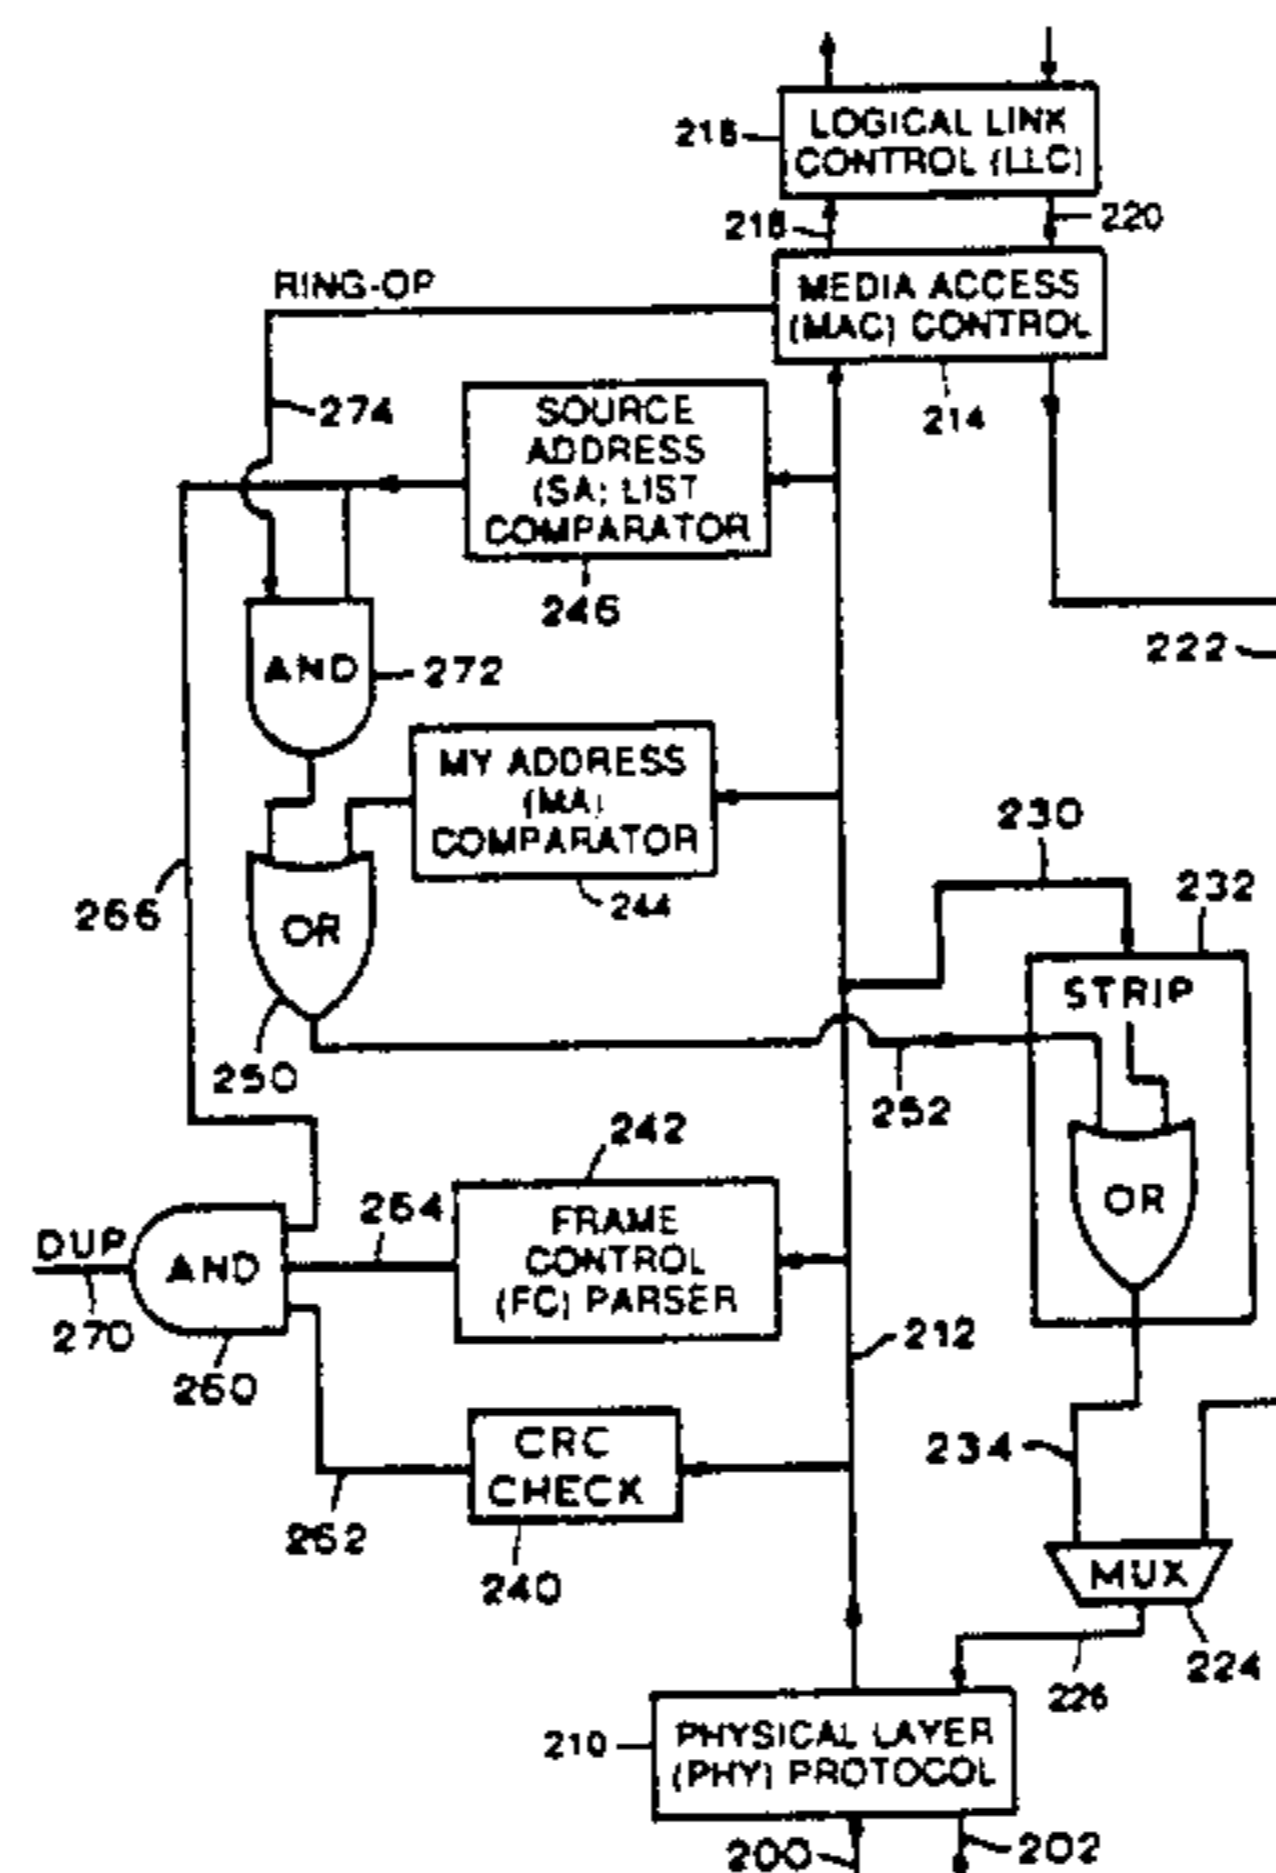 216
LOGICAL LINK
CONTROL (LLC)
218
220
RING-OP
MEDIA ACCESS
(MAC) CONTROL
274
214
SOURCE
ADDRESS
(SA) LIST
COMPARATOR
246
222
AND
272
MY ADDRESS
(MA)
COMPARATOR
244
230
232
266
OR
STRIP
250
252
242
OR
264
FRAME
CONTROL
(FC) PARSER
DUP
AND
270
260
212
CRC
CHECK
234
262
240
MUX
224
226
210
PHYSICAL LAYER
(PHY) PROTOCOL
200
202